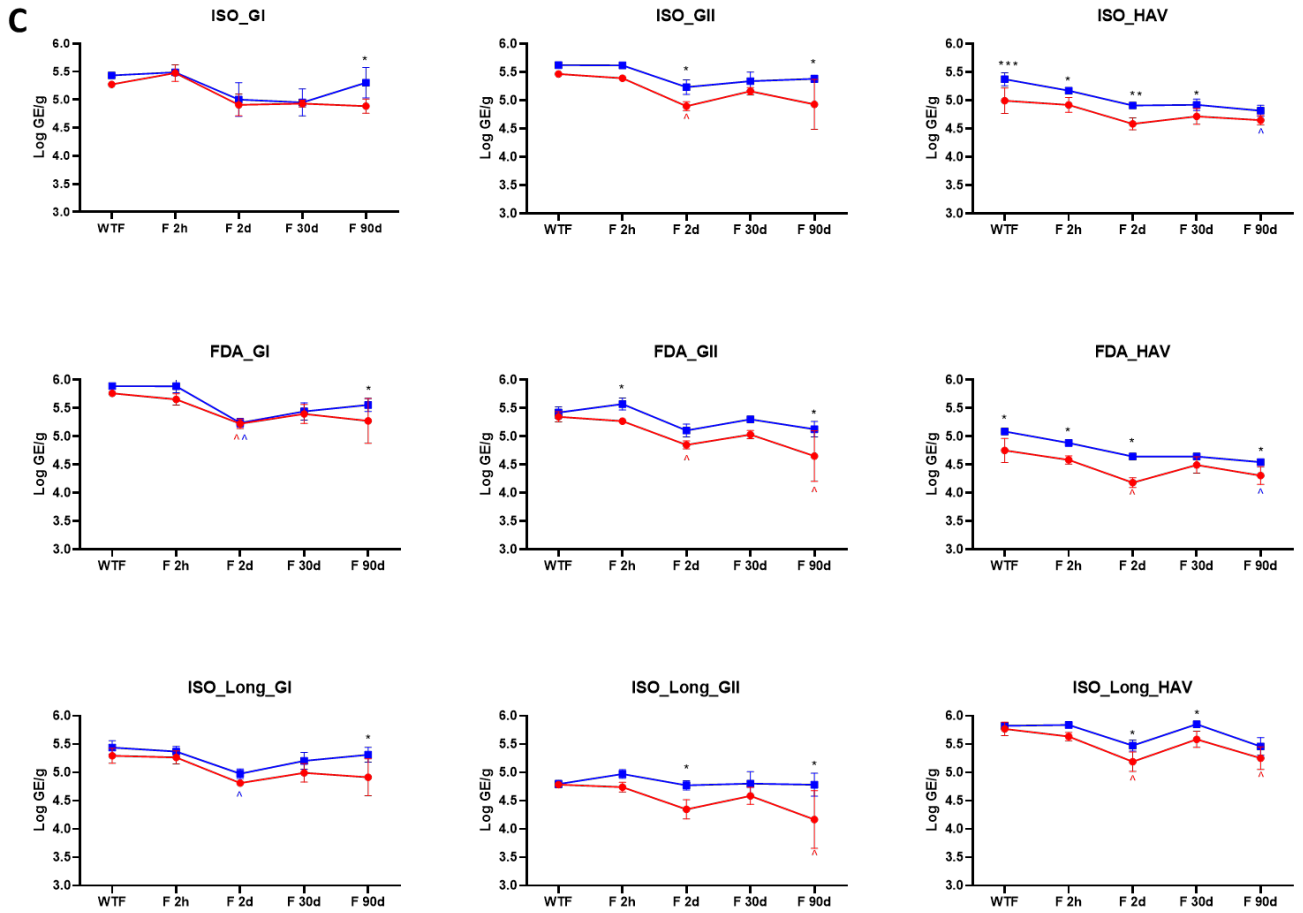 C
ISO_GI
ISO_GII
ISO_HAV
Log GE/g
6.0
5.5
5.0
4.5
4.0
3.5
3.0
*
WTF F 2h F 2d F 30d F 90d
Log GE/g
6.0
5.5
5.0
4.5
4.0
3.5
3.0
* *
^
WTF F 2h F 2d F 30d F 90d
Log GE/g
6.0
5.5
5.0
4.5
4.0
3.5
3.0
*** * ** *
^
WTF F 2h F 2d F 30d F 90d
FDA_GI
FDA_GII
FDA_HAV
Log GE/g
6.0
5.5
5.0
4.5
4.0
3.5
3.0
*
^ ^
WTF F 2h F 2d F 30d F 90d
Log GE/g
6.0
5.5
5.0
4.5
4.0
3.5
3.0
* *
^ ^
WTF F 2h F 2d F 30d F 90d
Log GE/g
6.0
5.5
5.0
4.5
4.0
3.5
3.0
* * * *
^ ^
WTF F 2h F 2d F 30d F 90d
ISO_Long_GI
ISO_Long_GII
ISO_Long_HAV
Log GE/g
6.0
5.5
5.0
4.5
4.0
3.5
3.0
*
^
WTF F 2h F 2d F 30d F 90d
Log GE/g
6.0
5.5
5.0
4.5
4.0
3.5
3.0
* *
^
WTF F 2h F 2d F 30d F 90d
Log GE/g
6.0
5.5
5.0
4.5
4.0
3.5
3.0
* *
^ ^
WTF F 2h F 2d F 30d F 90d